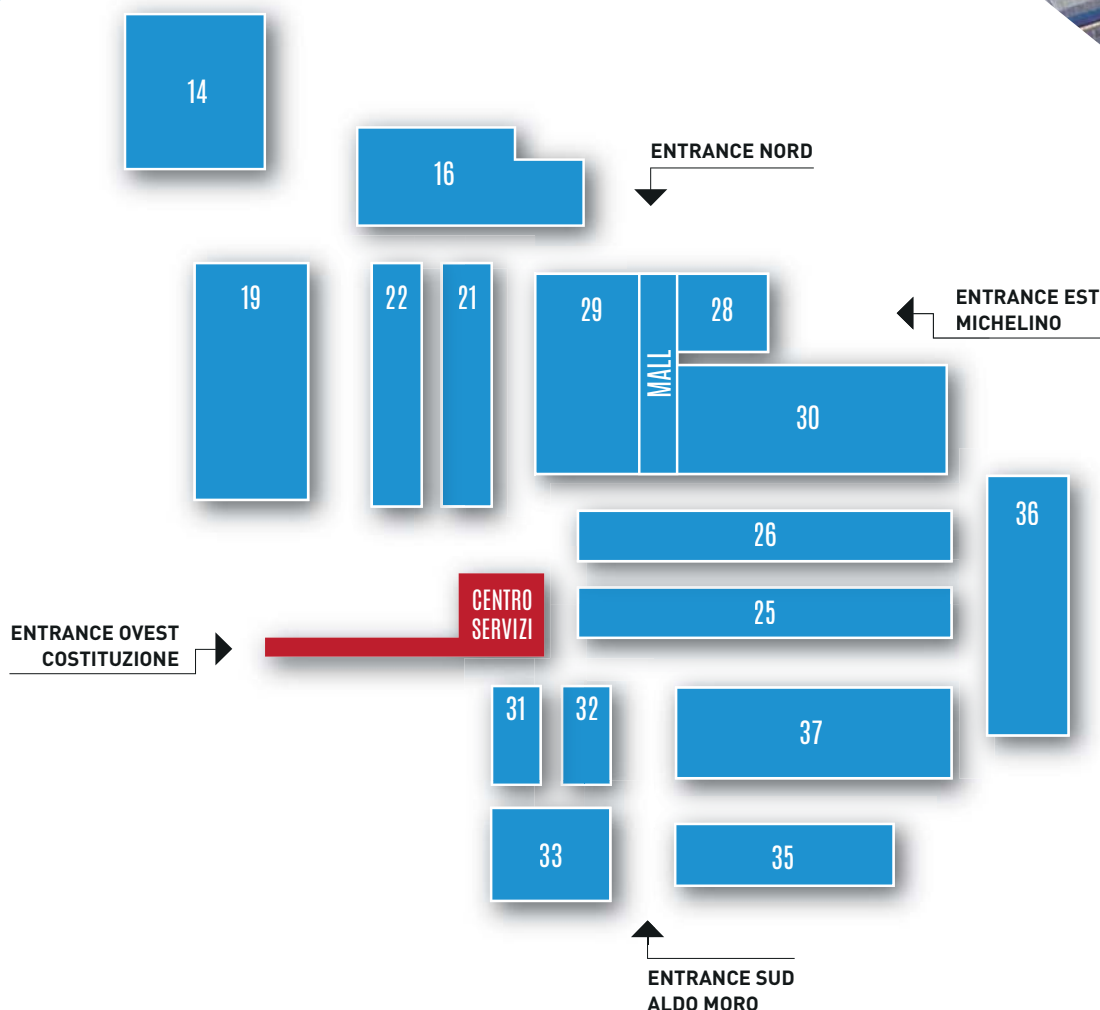 14
16
ENTRANCE NORD
19
22
21
29
MALL
28
ENTRANCE EST
MICHELINO
30
36
26
25
CENTRO
SERVIZI
ENTRANCE OVEST
COSTITUZIONE
31
32
37
33
35
ENTRANCE SUD
ALDO MORO